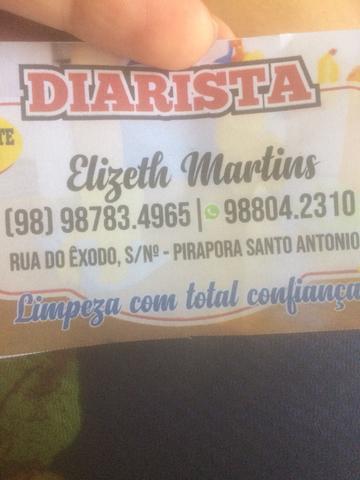 DIARISTA
TE
Elizeth Martins
(98) 98783.4965 | 98804.2310
RUA DO ÊXODO, S/Nº - PIRAPORA SANTO ANTONIO
Limpeza com total confiança